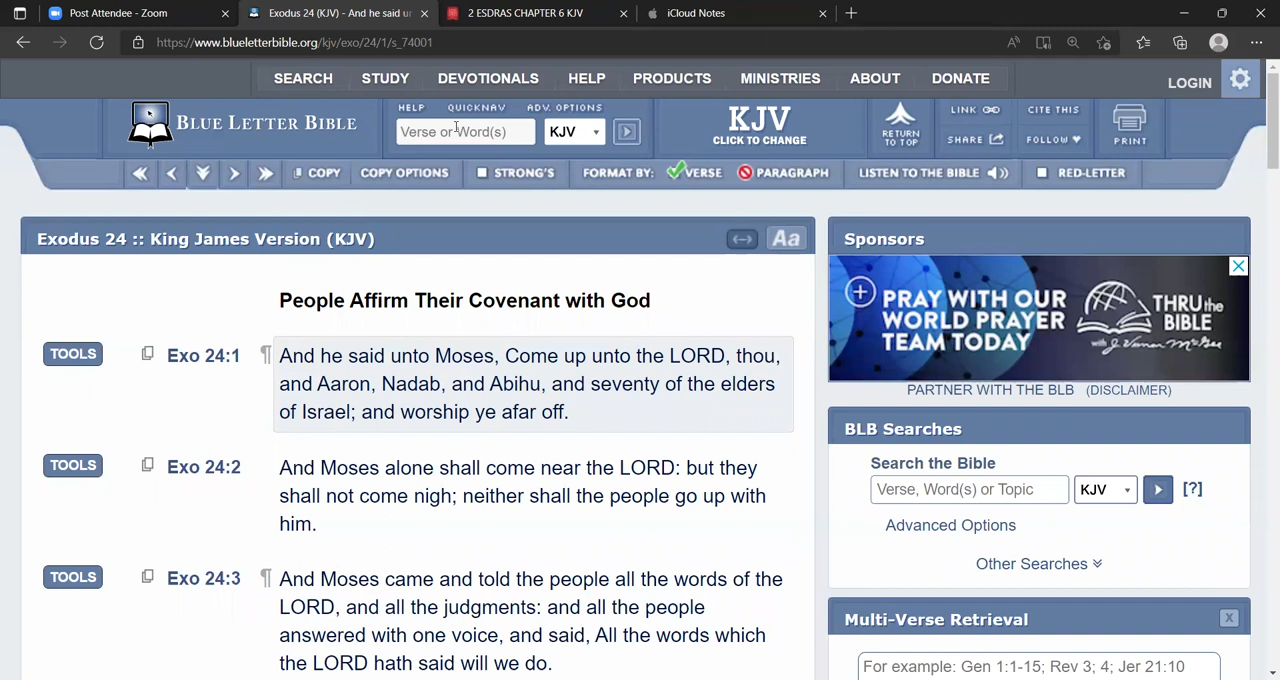 Post Attendee - Zoom
Exodus 24 (KJV) - And he said un
2 ESDRAS CHAPTER 6 KJV
iCloud Notes
https://www.blueletterbible.org/kjv/exo/24/1/s_74001
SEARCH STUDY DEVOTIONALS HELP PRODUCTS MINISTRIES ABOUT DONATE
LOGIN
HELP QUICKNAV ADV. OPTIONS
BLUE LETTER BIBLE
Verse or Word(s)
KJV
KJV
CLICK TO CHANGE
RETURN
TO TOP
LINK
CITE THIS
SHARE
FOLLOW
PRINT
COPY COPY OPTIONS STRONG'S FORMAT BY: VERSE PARAGRAPH LISTEN TO THE BIBLE RED-LETTER
Exodus 24 :: King James Version (KJV)
Aa
People Affirm Their Covenant with God
TOOLS Exo 24:1 ¶ And he said unto Moses, Come up unto the LORD, thou,
and Aaron, Nadab, and Abihu, and seventy of the elders
of Israel; and worship ye afar off.
TOOLS Exo 24:2 And Moses alone shall come near the LORD: but they
shall not come nigh; neither shall the people go up with
him.
TOOLS Exo 24:3 ¶ And Moses came and told the people all the words of the
LORD, and all the judgments: and all the people
answered with one voice, and said, All the words which
the LORD hath said will we do.
Sponsors
PRAY WITH OUR
WORLD PRAYER
TEAM TODAY
THRU the
BIBLE
with J. Vernon McGee
PARTNER WITH THE BLB (DISCLAIMER)
BLB Searches
Search the Bible
Verse, Word(s) or Topic
KJV
[?]
Advanced Options
Other Searches
Multi-Verse Retrieval
X
For example: Gen 1:1-15; Rev 3; 4; Jer 21:10